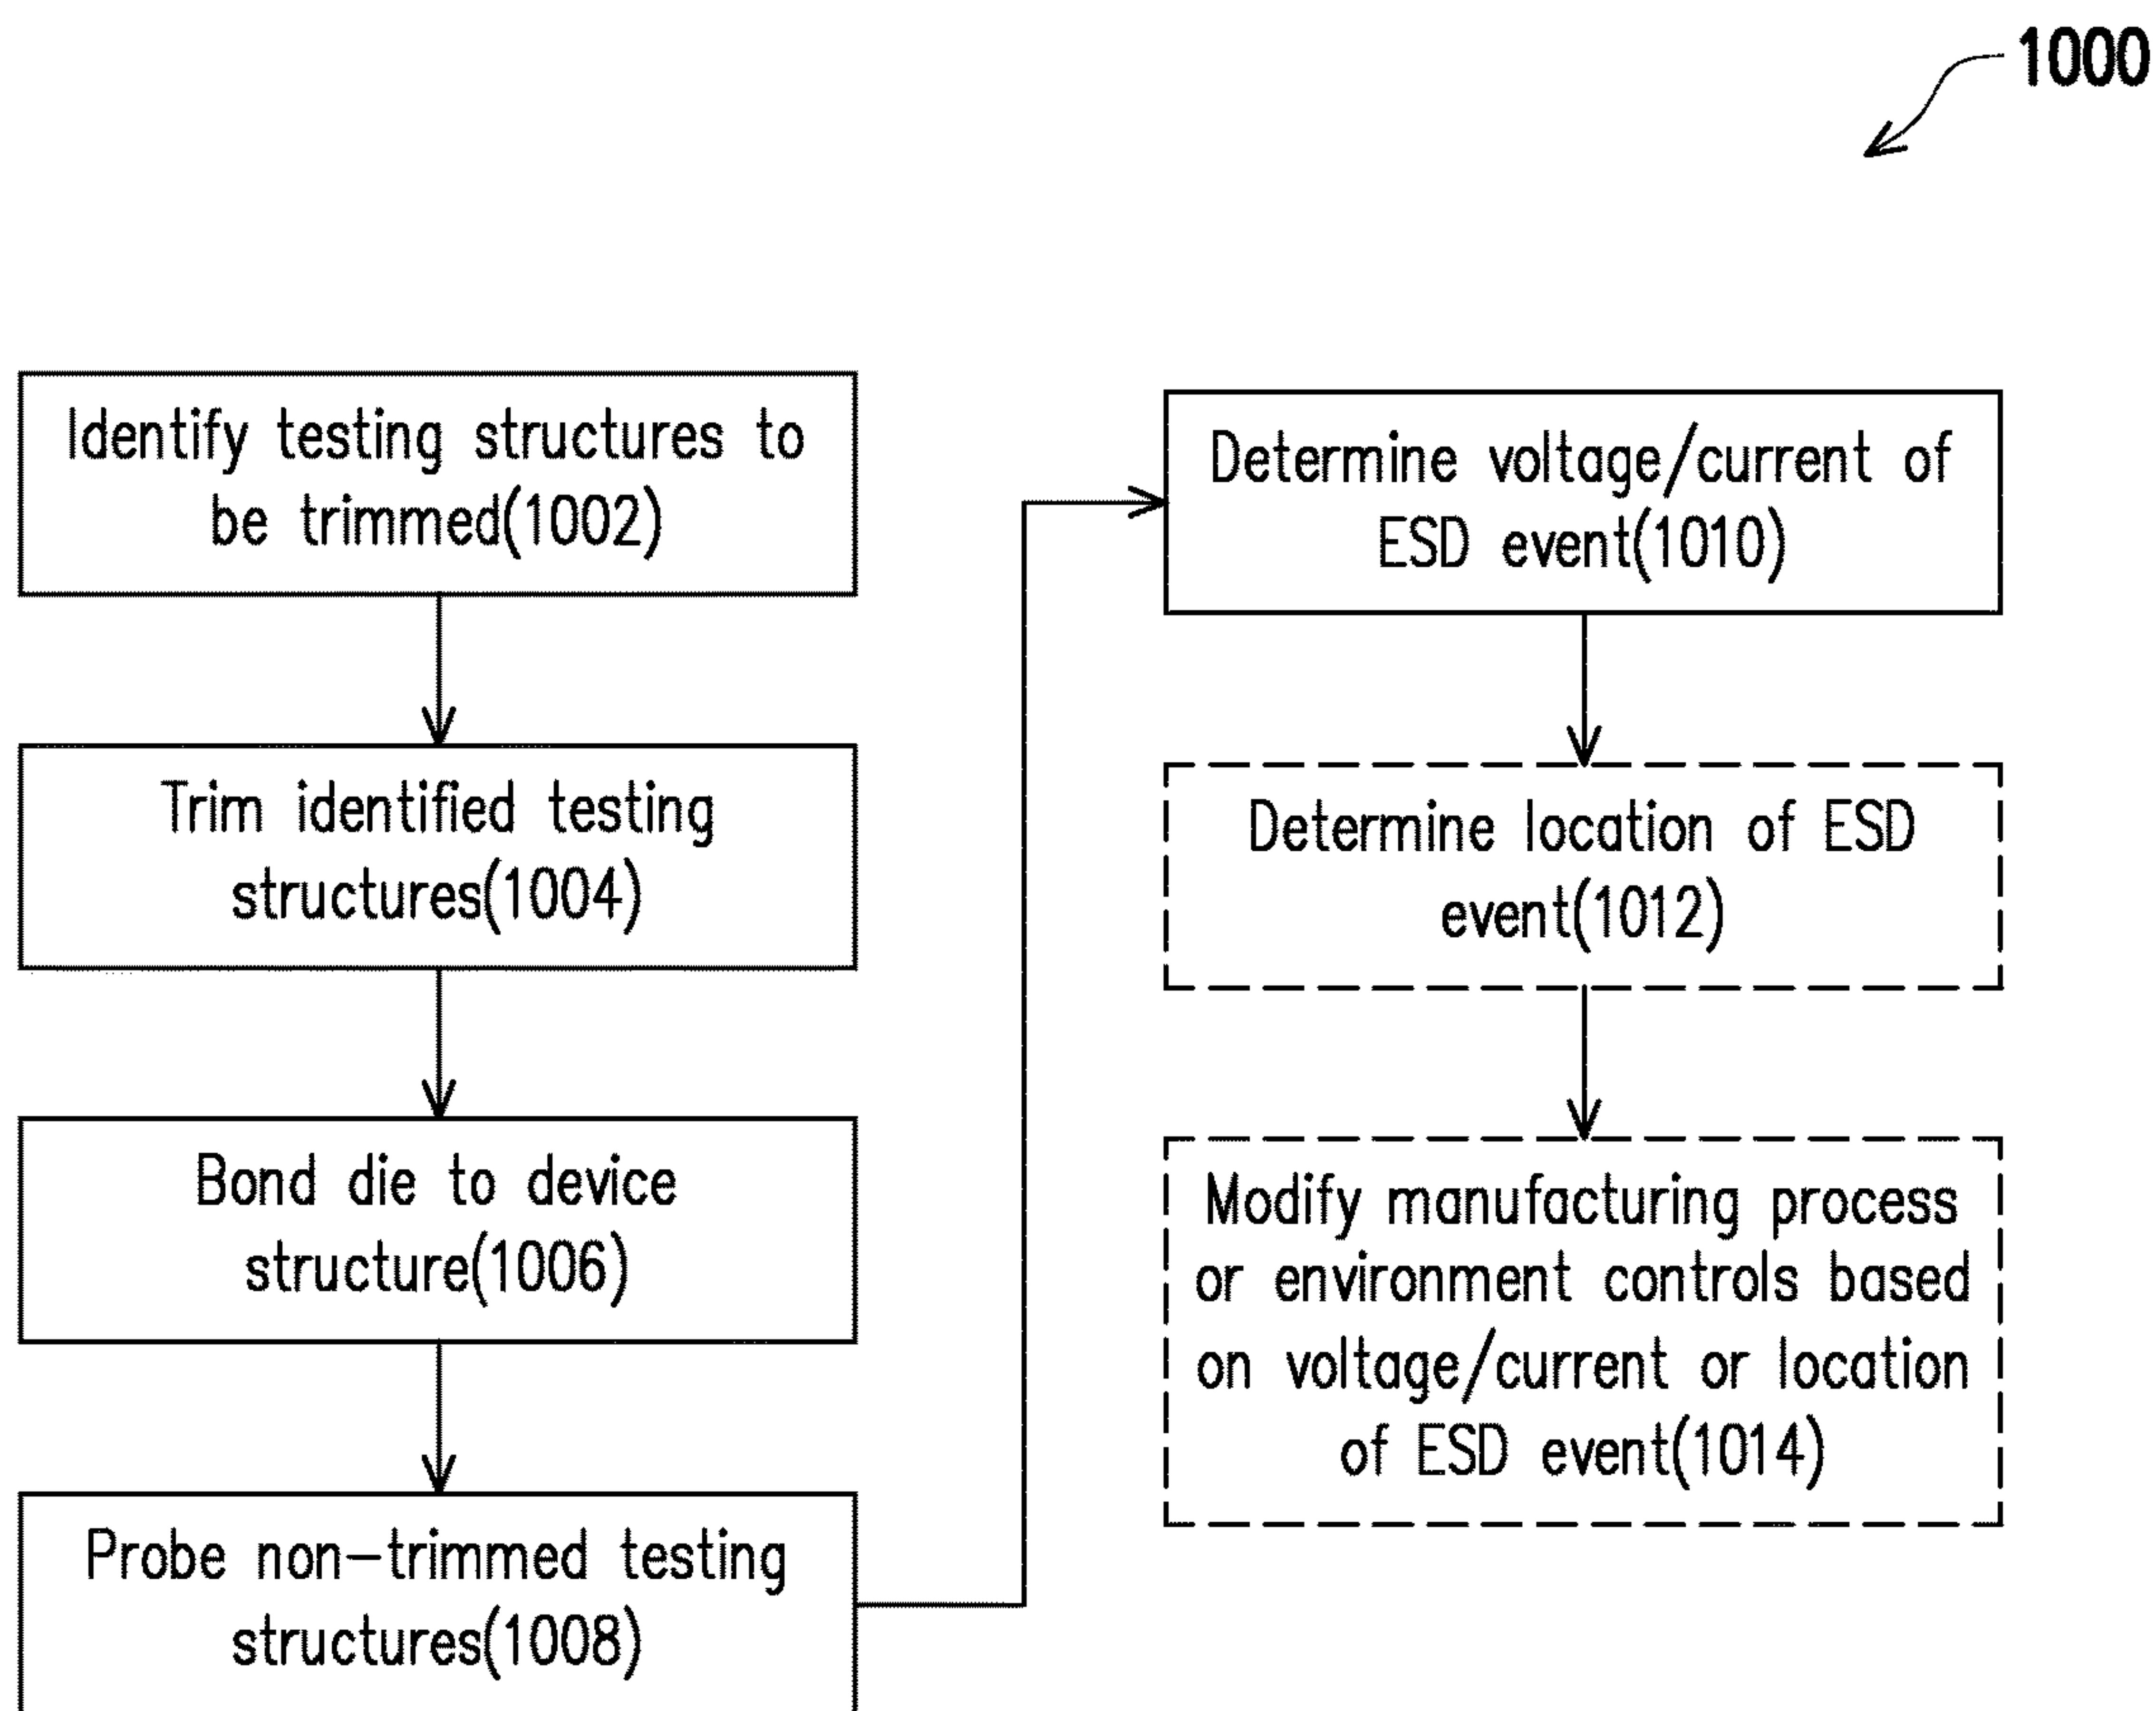 1000
Identify testing structures to
be trimmed(1002)
Trim identified testing
structures(1004)
Bond die to device
structure(1006)
Probe non-trimmed testing
structures(1008)
Determine voltage/current of
ESD event(1010)
Determine location of ESD
event(1012)
Modify manufacturing process
or environment controls based
on voltage/current or location
of ESD event(1014)